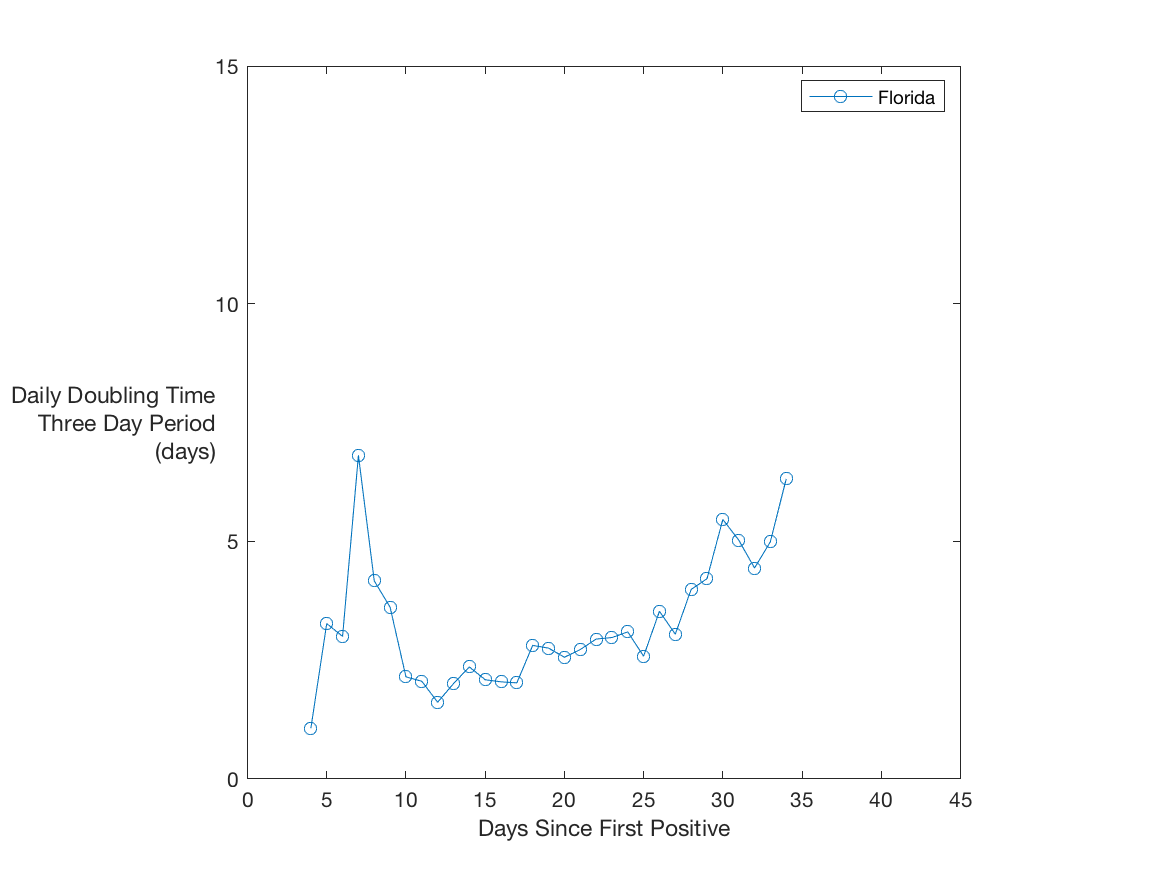 15
Florida
10
Daily Doubling Time
Three Day Period
(days)
5
0
0 5 10 15 20 25 30 35 40 45
Days Since First Positive